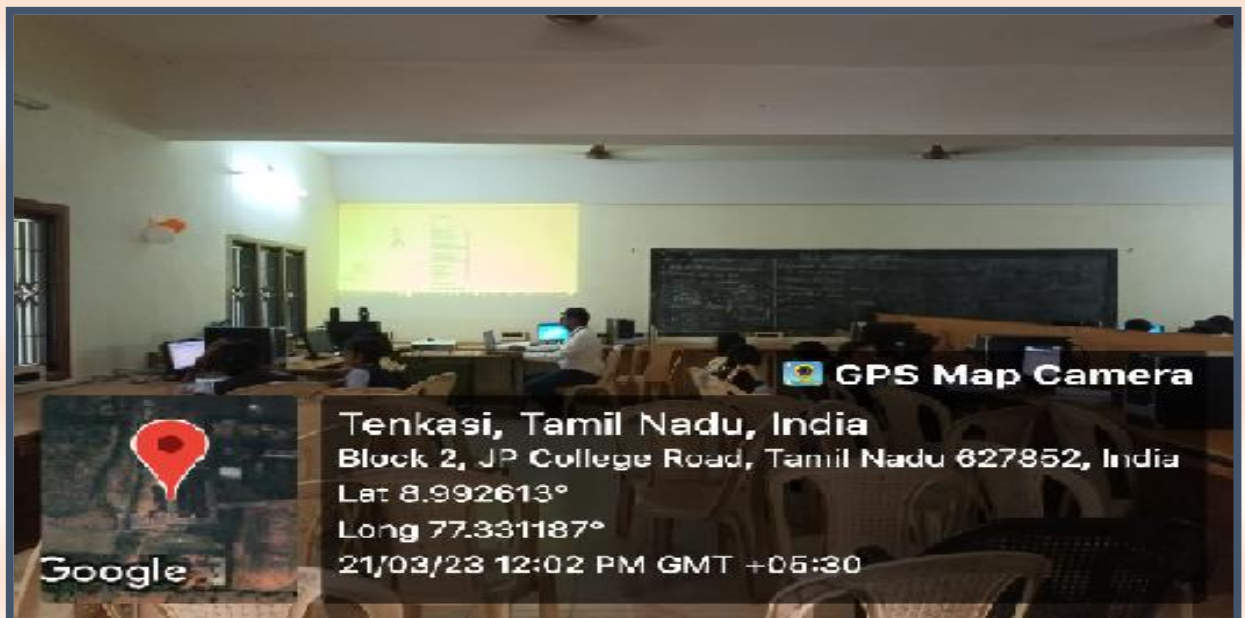 GPS Map Camera
Tenkasi, Tamil Nadu, India
Block 2, JP College Road, Tamil Nadu 627852, India
Lat 8.992613°
Long 77.331187°
21/03/23 12:02 PM GMT +05:30
Google